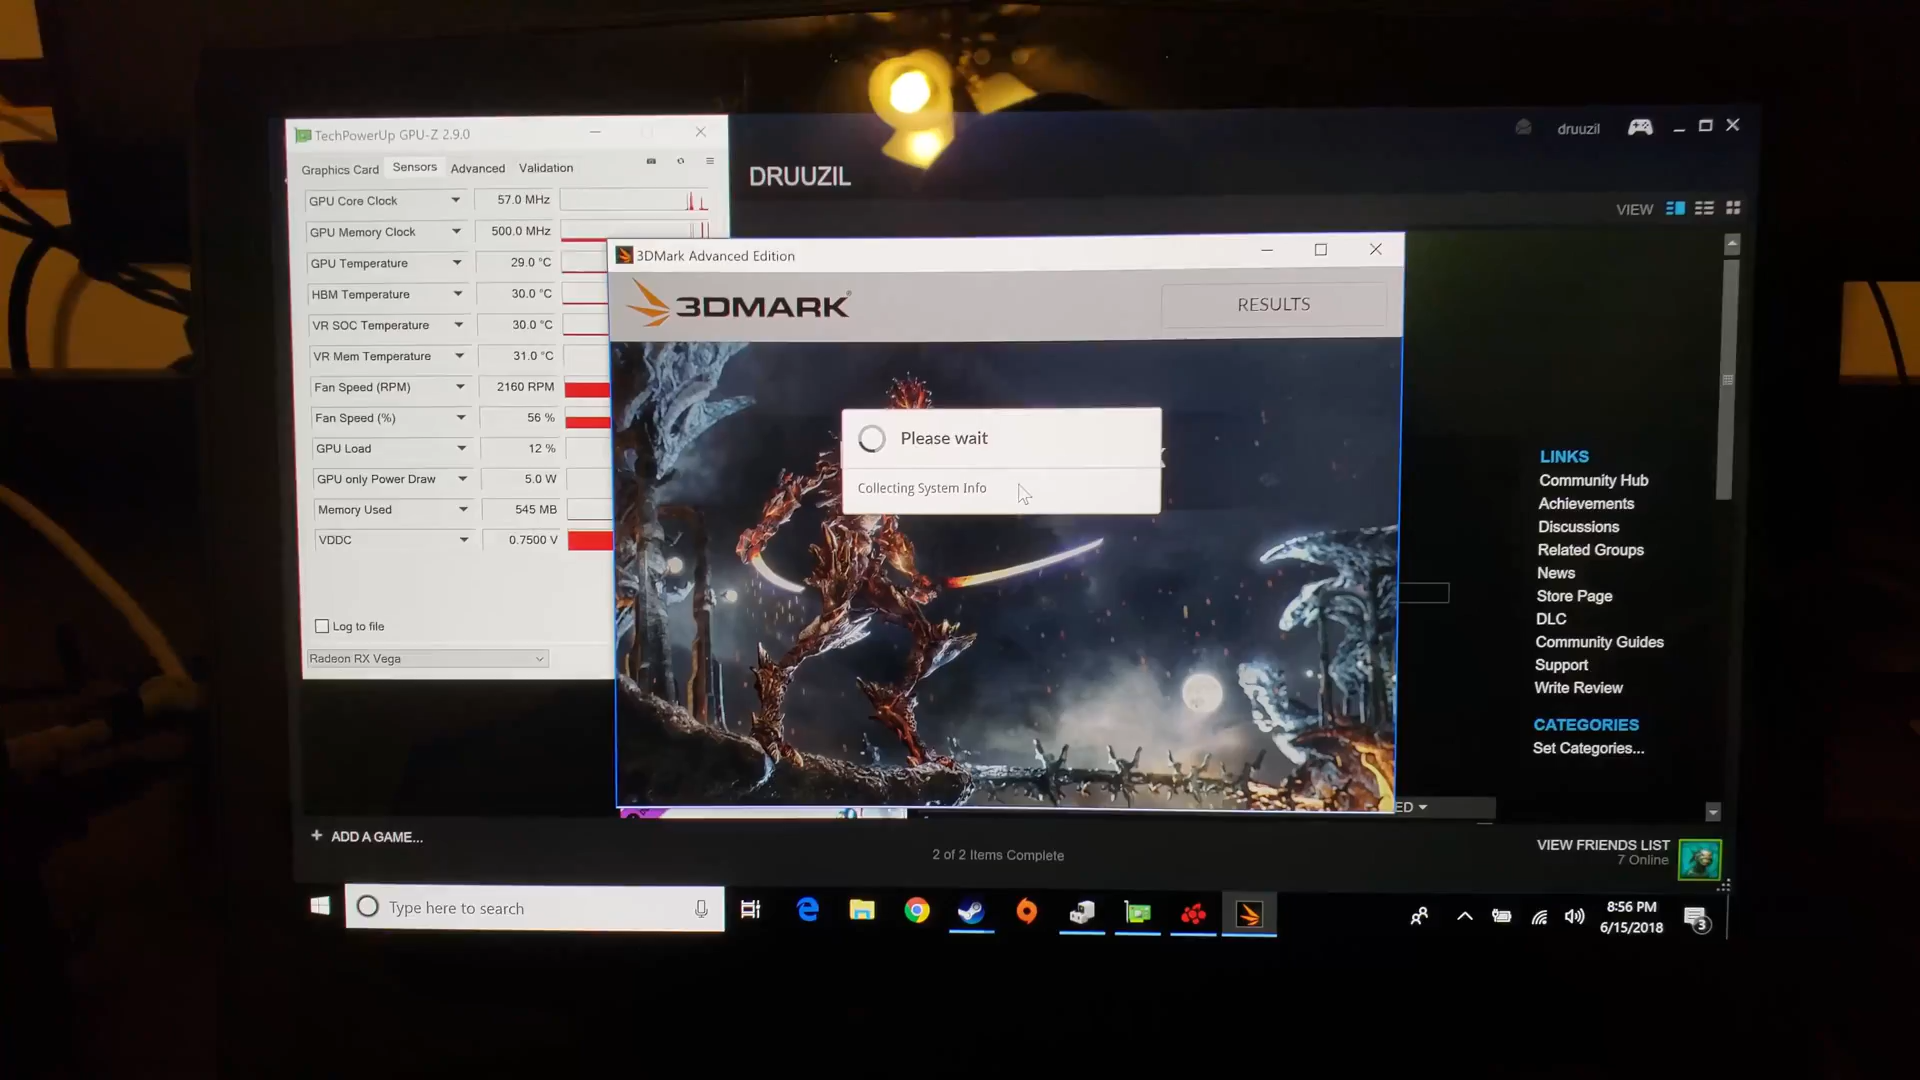 TechPowerUp GPU-Z 2.9.0
Graphics Card Sensors Advanced Validation
GPU Core Clock 57.0 MHz
GPU Memory Clock 500.0 MHz
GPU Temperature 29.0 °C
HBM Temperature 30.0 °C
VR SOC Temperature 30.0 °C
VR Mem Temperature 31.0 °C
Fan Speed (RPM) 2160 RPM
Fan Speed (%) 56 %
GPU Load 12 %
GPU only Power Draw 5.0 W
Memory Used 545 MB
VDDC 0.7500 V
Log to file
Radeon RX Vega
druuzil
DRUUZIL
VIEW
3DMark Advanced Edition
3DMARK
RESULTS
Please wait
Collecting System Info
LINKS
Community Hub
Achievements
Discussions
Related Groups
News
Store Page
DLC
Community Guides
Support
Write Review
CATEGORIES
Set Categories...
ED
+ ADD A GAME...
2 of 2 Items Complete
VIEW FRIENDS LIST
7 Online
Type here to search
8:56 PM
6/15/2018
3